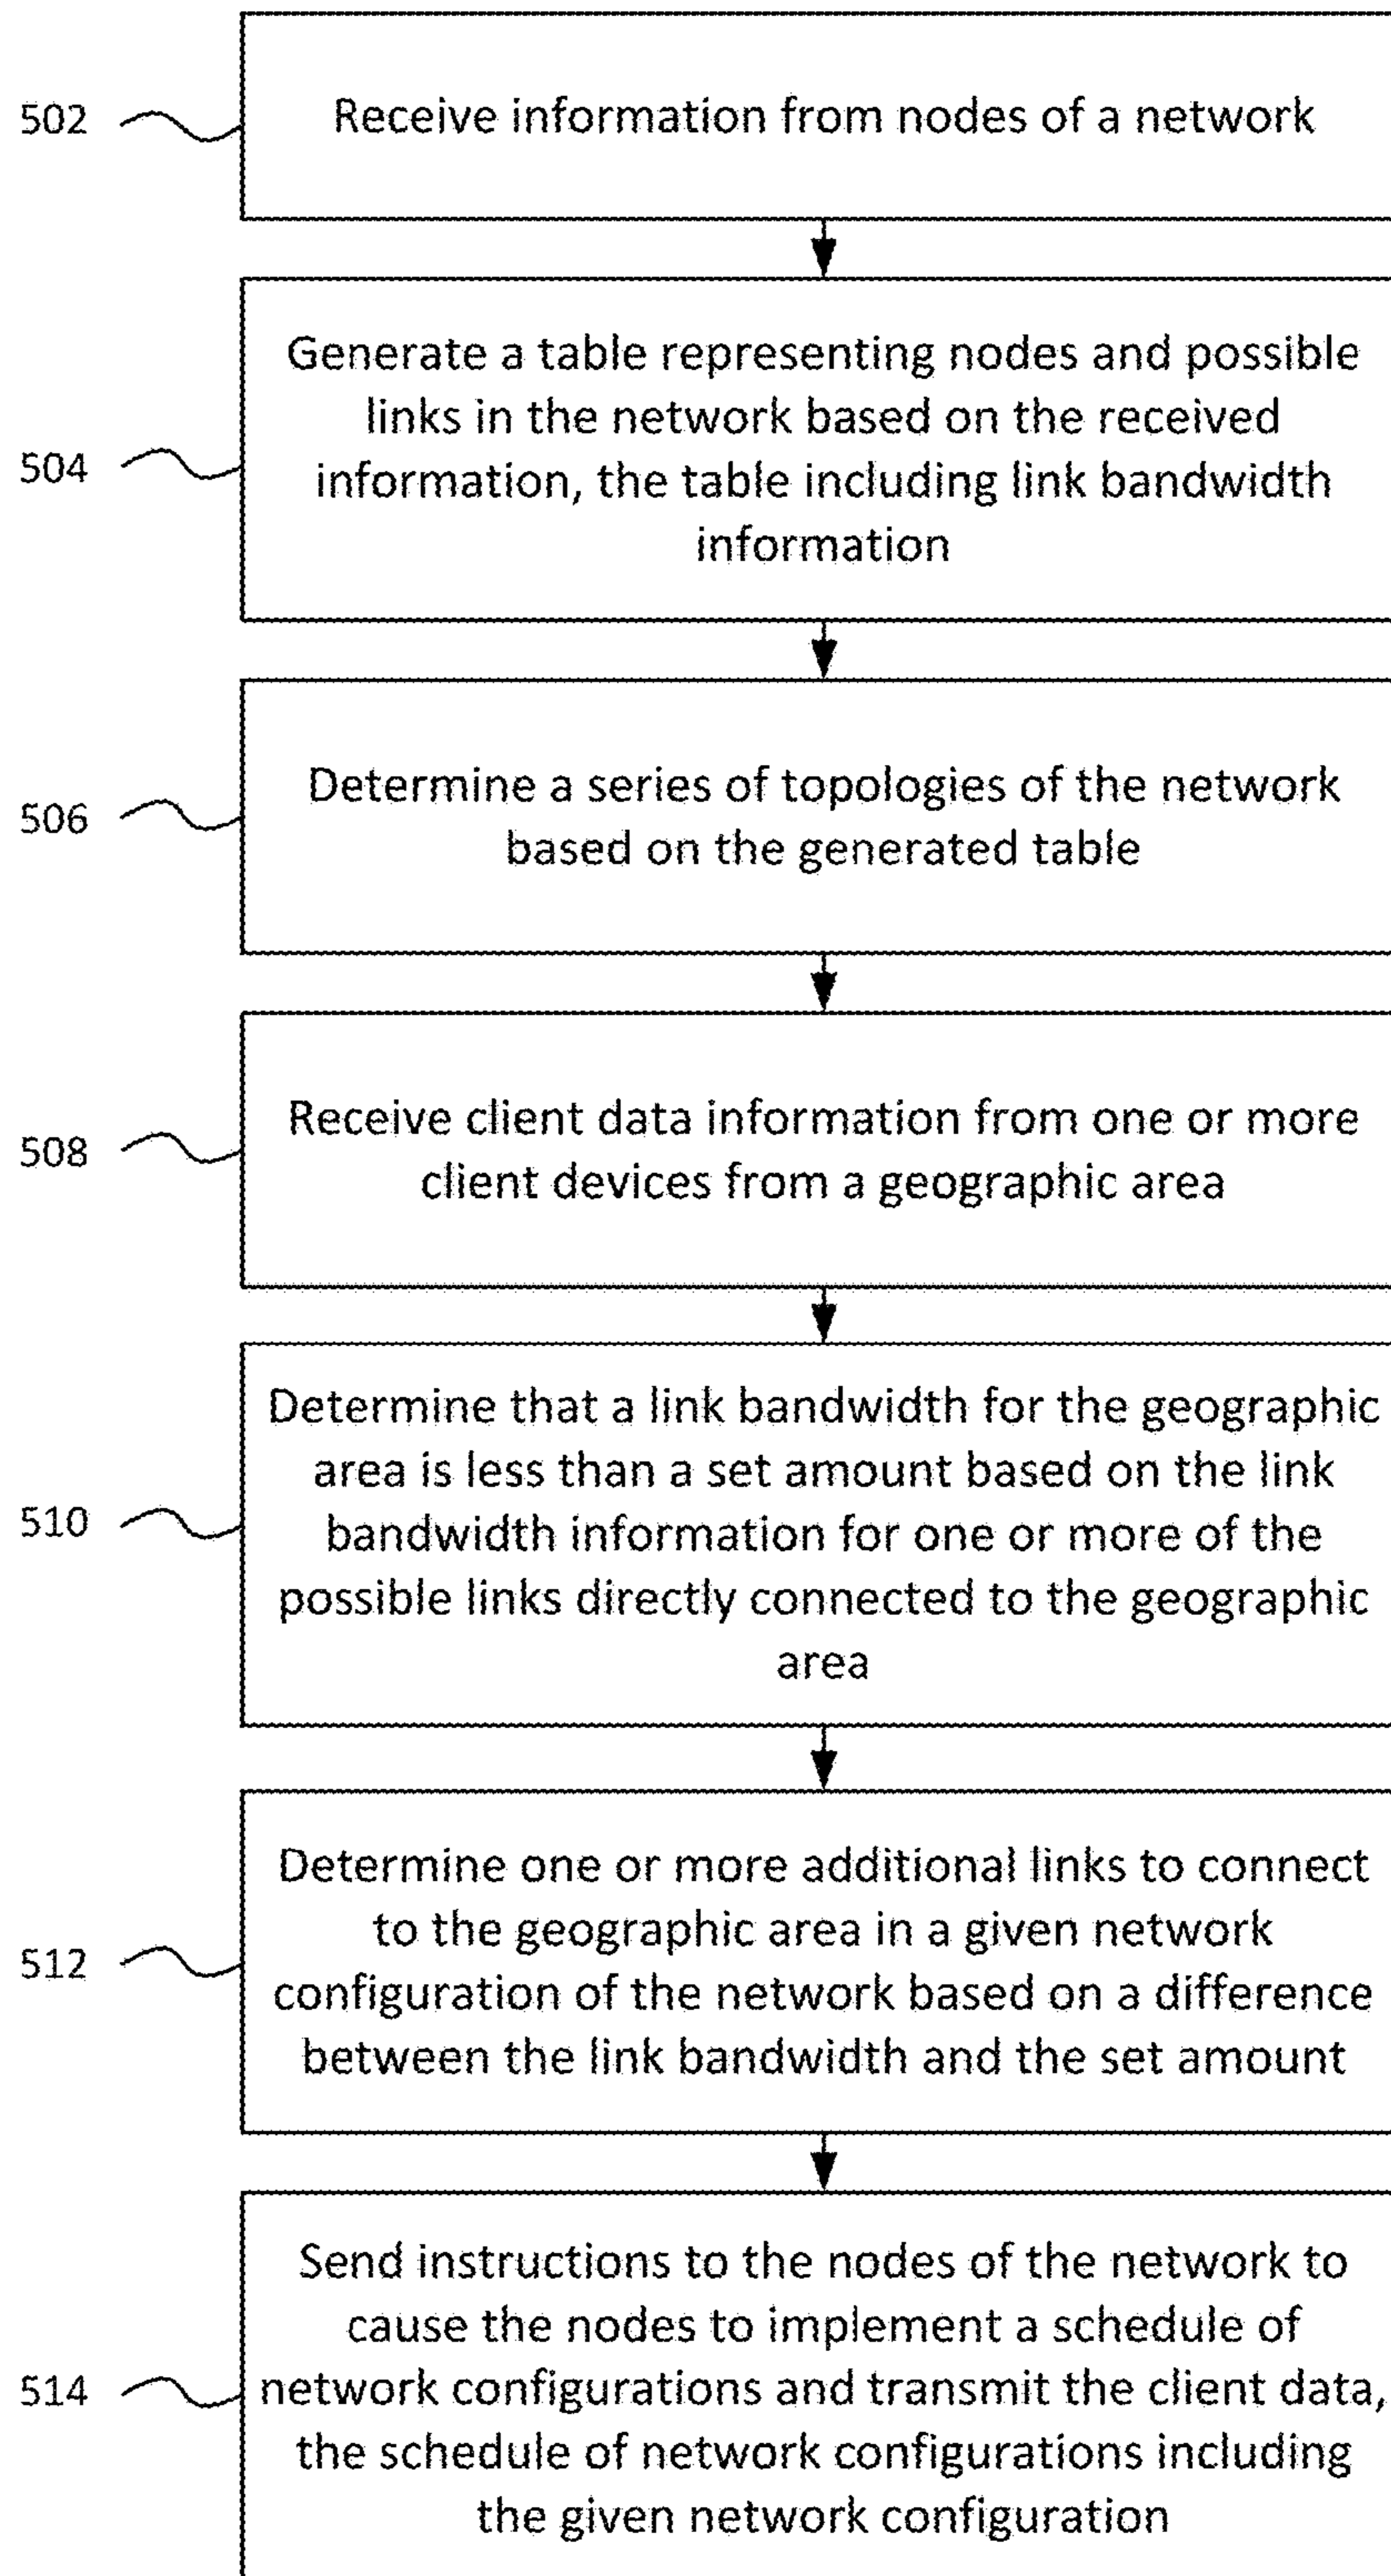 502
Receive information from nodes of a network
Generate a table representing nodes and possible
links in the network based on the received
504
information, the table including link bandwidth
information
Determine a series of topologies of the network
506
based on the generated table
Receive client data information from one or more
508
client devices from a geographic area
Determine that a link bandwidth for the geographic
area is less than a set amount based on the link
510
bandwidth information for one or more of the
possible links directly connected to the geographic
area
Determine one or more additional links to connect
to the geographic area in a given network
512
configuration of the network based on a difference
between the link bandwidth and the set amount
Send instructions to the nodes of the network to
cause the nodes to implement a schedule of
514
network configurations and transmit the client data,
the schedule of network configurations including
the given network configuration